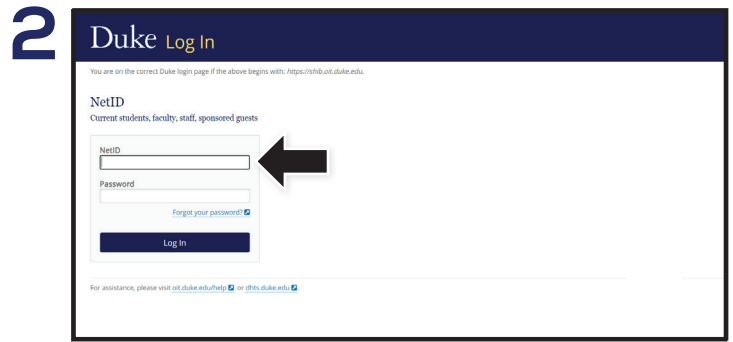 2
Duke Log In
You are on the correct Duke login page if the above begins with: https://shib.oit.duke.edu.
NetID
Current students, faculty, staff, sponsored guests
NetID
Password
Forgot your password?
Log In
For assistance, please visit oit.duke.edu/help or dhts.duke.edu